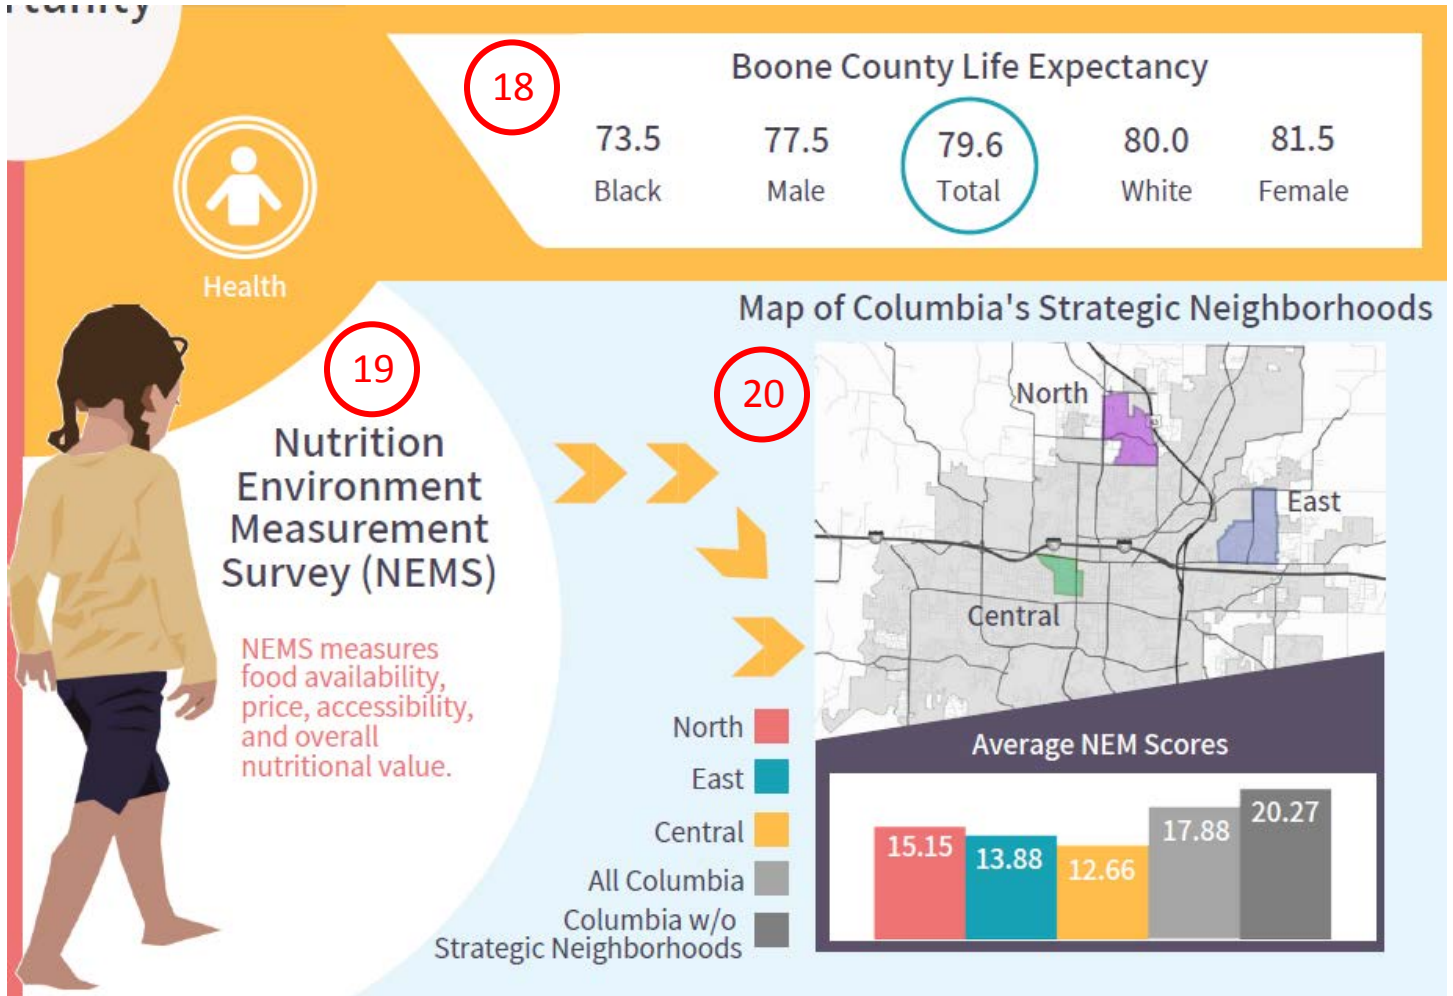 18
Boone County Life Expectancy
73.5 77.5 79.6 80.0 81.5
Black Male Total White Female
Health
Map of Columbia's Strategic Neighborhoods
19
Nutrition
Environment
Measurement
Survey (NEMS)
NEMS measures
food availability,
price, accessibility,
and overall
nutritional value.
20
North
East
Central
North
East
Central
All Columbia
Columbia w/o
Strategic Neighborhoods
Average NEM Scores
15.15 13.88 12.66 17.88 20.27